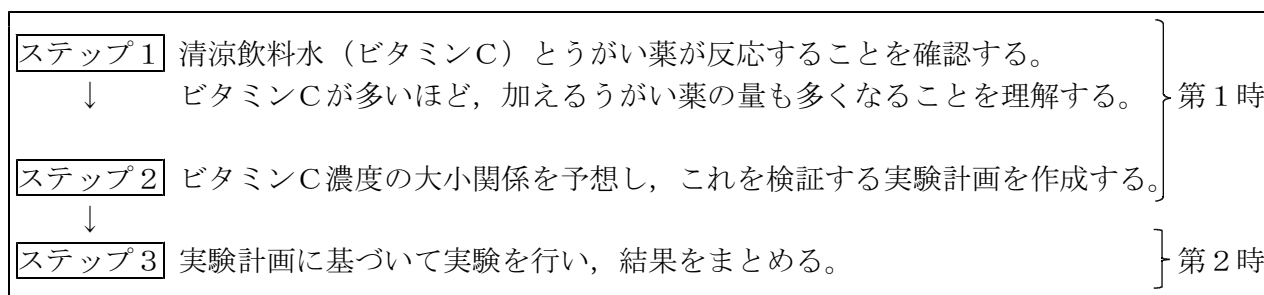 ステップ1 清涼飲料水(ビタミンC)とうがい薬が反応することを確認する。
↓ ビタミンCが多いほど,加えるうがい薬の量も多くなることを理解する。
第1時
ステップ2 ビタミンC濃度の大小関係を予想し,これを検証する実験計画を作成する。
↓
ステップ3 実験計画に基づいて実験を行い,結果をまとめる。
第2時